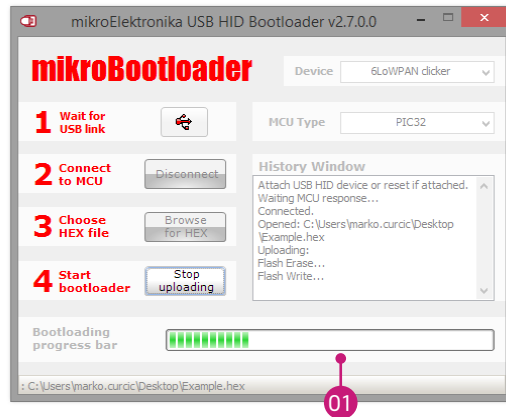 mikroElektronika USB HID Bootloader v2.7.0.0
mikroBootloader
Device 6LoWPAN clicker
1 Wait for
USB link
MCU Type PIC32
2 Connect
to MCU
Disconnect
History Window
Attach USB HID device or reset if attached.
Waiting MCU response...
Connected.
Opened: C:\Users\marko.curcic\Desktop
\Example.hex
Uploading:
Flash Erase...
Flash Write...
3 Choose
HEX file
Browse
for HEX
4 Start
bootloader
Stop
uploading
Bootloading
progress bar
: C:\Users\marko.curcic\Desktop\Example.hex
01